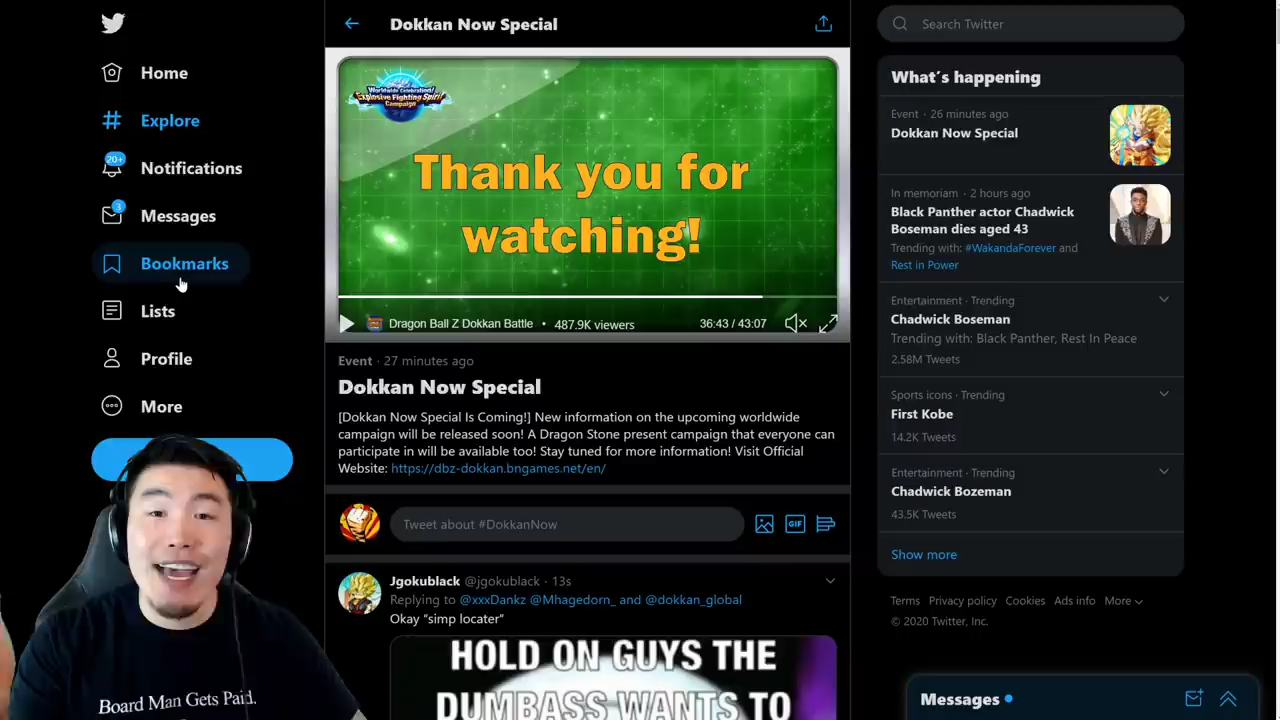 Home
Explore
20+
Notifications
3
Messages
Bookmarks
Lists
Profile
More
Board Man Gets Paid.
Dokkan Now Special
Worldwide Celebration!
Explosive Fighting Spirit
Campaign
Thank you for
watching!
Dragon Ball Z Dokkan Battle • 487.9K viewers
36:43 / 43:07
Event · 27 minutes ago
Dokkan Now Special
[Dokkan Now Special Is Coming!] New information on the upcoming worldwide
campaign will be released soon! A Dragon Stone present campaign that everyone can
participate in will be available too! Stay tuned for more information! Visit Official
Website: https://dbz-dokkan.bngames.net/en/
Tweet about #DokkanNow
GIF
Jgokublack @jgokublack · 13s
Replying to @xxxDankz @Mhagedorn_ and @dokkan_global
Okay “simp locater”
HOLD ON GUYS THE
DUMBASS WANTS TO
Search Twitter
What's happening
Event · 26 minutes ago
Dokkan Now Special
In memoriam · 2 hours ago
Black Panther actor Chadwick
Boseman dies aged 43
Trending with: #WakandaForever and
Rest in Power
Entertainment · Trending
Chadwick Boseman
Trending with: Black Panther, Rest In Peace
2.58M Tweets
Sports icons · Trending
First Kobe
14.2K Tweets
Entertainment · Trending
Chadwick Bozeman
43.5K Tweets
Show more
Terms Privacy policy Cookies Ads info More
© 2020 Twitter, Inc.
Messages